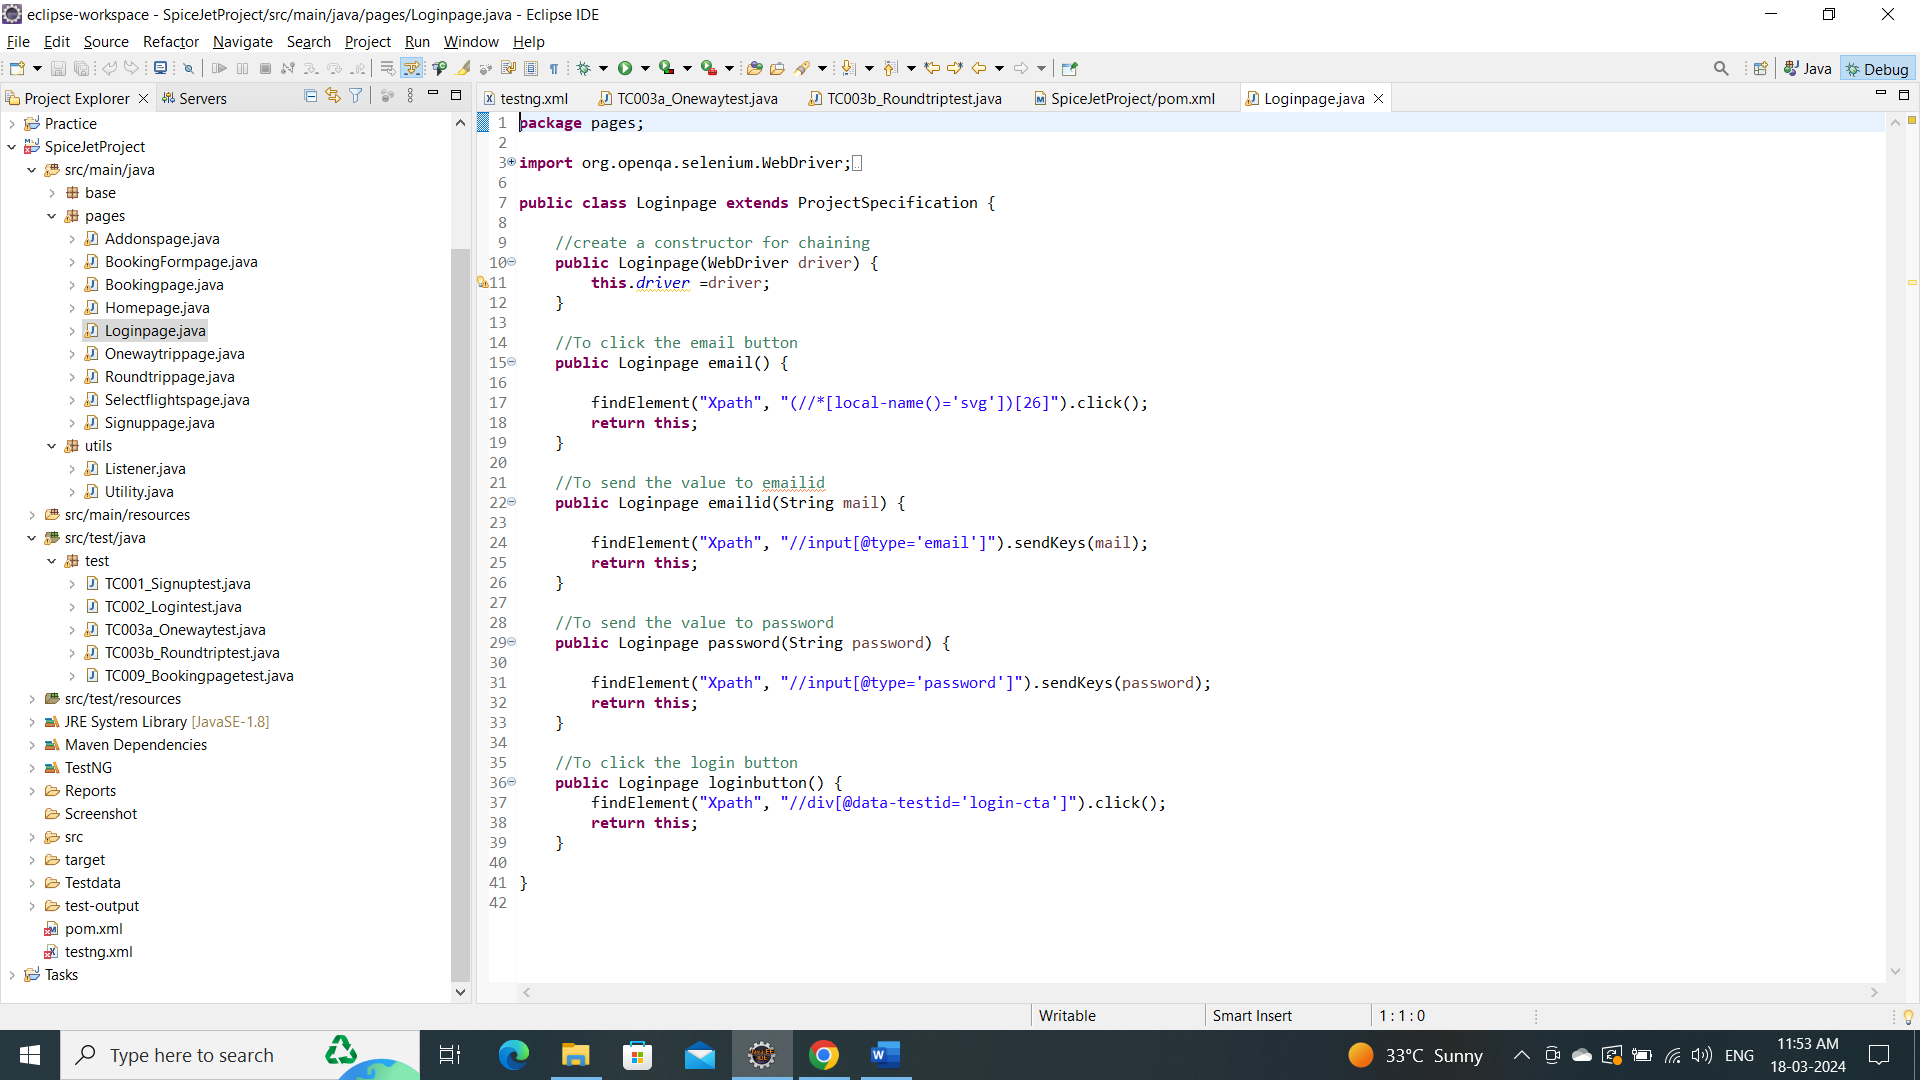 eclipse-workspace - SpiceJetProject/src/main/java/pages/Loginpage.java - Eclipse IDE
File Edit Source Refactor Navigate Search Project Run Window Help
Java Debug
Project Explorer Servers
testng.xml TC003a_Onewaytest.java TC003b_Roundtriptest.java SpiceJetProject/pom.xml Loginpage.java
Practice
SpiceJetProject
src/main/java
base
pages
Addonspage.java
BookingFormpage.java
Bookingpage.java
Homepage.java
Loginpage.java
Onewaytrippage.java
Roundtrippage.java
Selectflightspage.java
Signuppage.java
utils
Listener.java
Utility.java
src/main/resources
src/test/java
test
TC001_Signuptest.java
TC002_Logintest.java
TC003a_Onewaytest.java
TC003b_Roundtriptest.java
TC009_Bookingpagetest.java
src/test/resources
JRE System Library [JavaSE-1.8]
Maven Dependencies
TestNG
Reports
Screenshot
src
target
Testdata
test-output
pom.xml
testng.xml
Tasks
1 package pages;
2
3 import org.openqa.selenium.WebDriver;
6
7 public class Loginpage extends ProjectSpecification {
8
9 //create a constructor for chaining
10 public Loginpage(WebDriver driver) {
11 this.driver =driver;
12 }
13
14 //To click the email button
15 public Loginpage email() {
16
17 findElement("Xpath", "(//*[local-name()='svg'])[26]").click();
18 return this;
19 }
20
21 //To send the value to emailid
22 public Loginpage emailid(String mail) {
23
24 findElement("Xpath", "//input[@type='email']").sendKeys(mail);
25 return this;
26 }
27
28 //To send the value to password
29 public Loginpage password(String password) {
30
31 findElement("Xpath", "//input[@type='password']").sendKeys(password);
32 return this;
33 }
34
35 //To click the login button
36 public Loginpage loginbutton() {
37 findElement("Xpath", "//div[@data-testid='login-cta']").click();
38 return this;
39 }
40
41 }
42
Writable Smart Insert 1 : 1 : 0
Type here to search
33°C Sunny
ENG
11:53 AM
18-03-2024